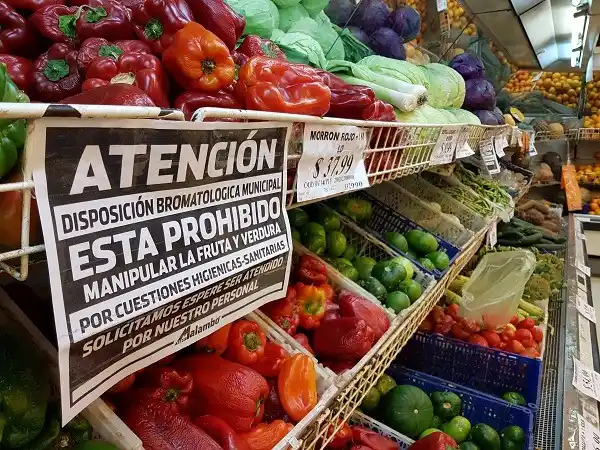 ATENCIÓN
DISPOSICIÓN BROMATOLOGICA MUNICIPAL
ESTA PROHIBIDO
MANIPULAR LA FRUTA Y VERDURA
POR CUESTIONES HIGIENICAS-SANITARIAS
SOLICITAMOS ESPERE SER ATENDIDO
POR NUESTRO PERSONAL
alambo
MORRON ROJO
$ 37.99